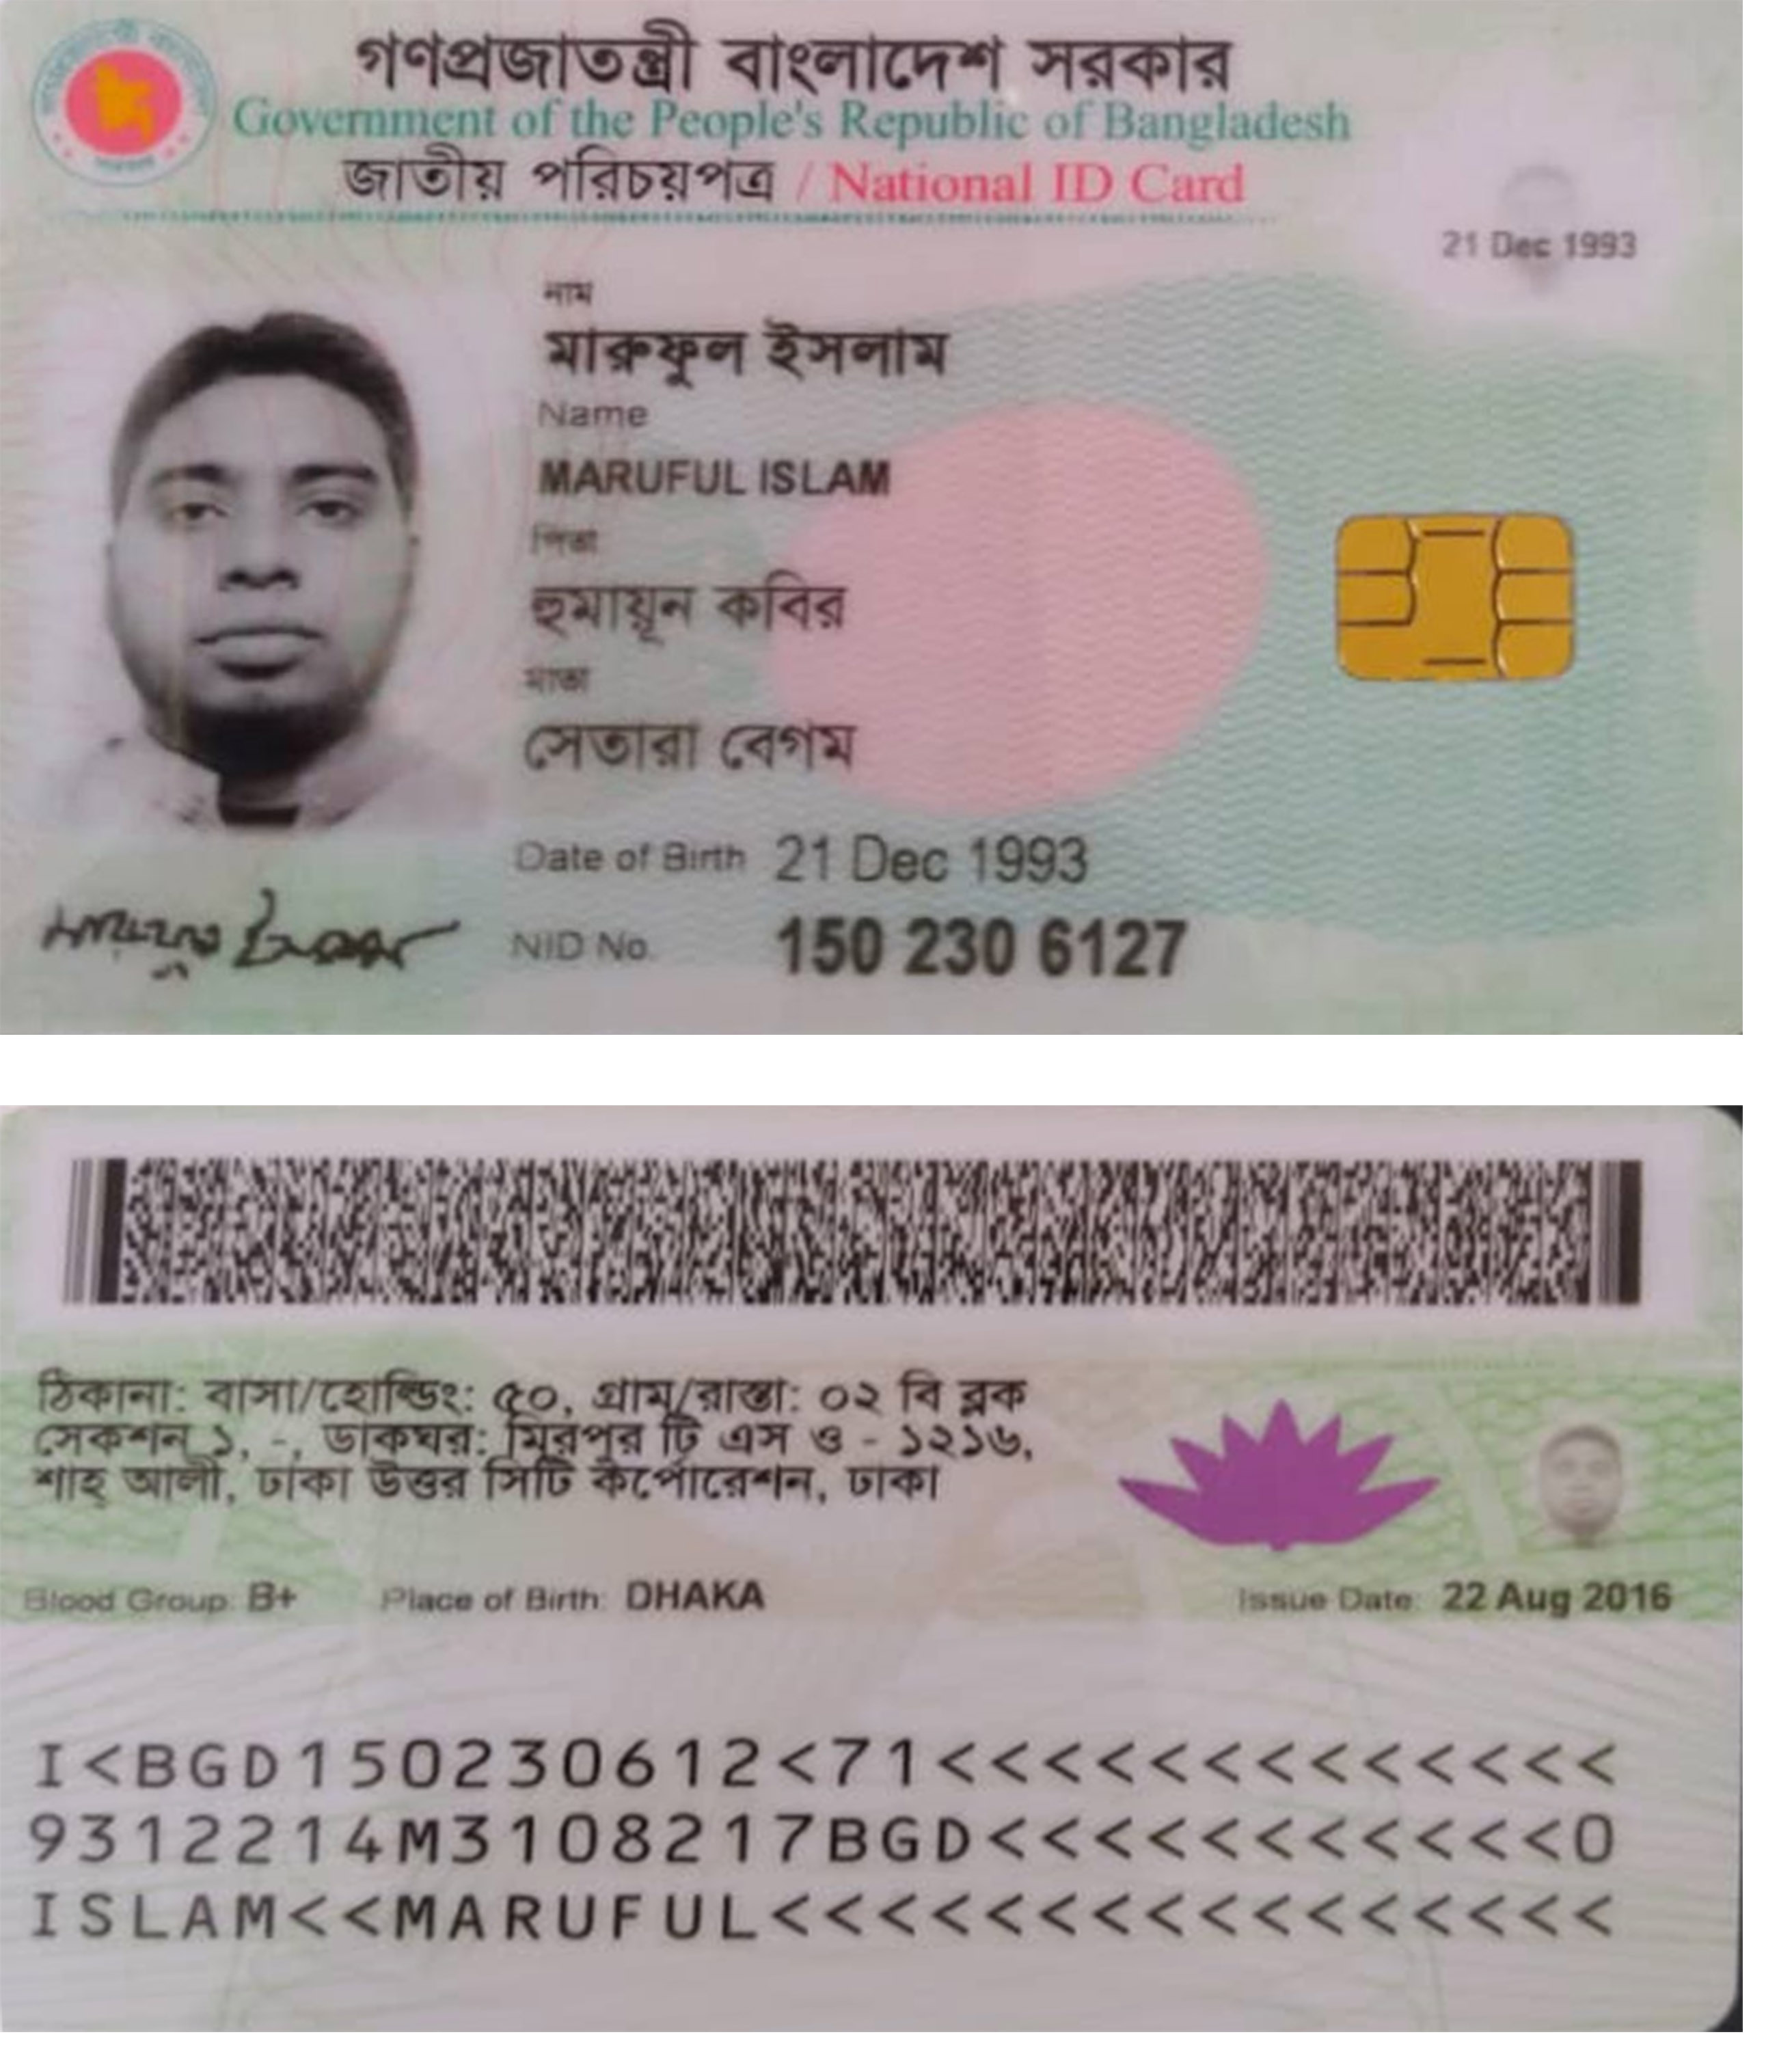 গণপ্রজাতন্ত্রী বাংলাদেশ সরকার
Government of the People's Republic of Bangladesh
জাতীয় পরিচয়পত্র / National ID Card
21 Dec 1993
নাম
মারুফুল ইসলাম
Name
MARUFUL ISLAM
পিতা
হুমায়ূন কবির
মাতা
সেতারা বেগম
Date of Birth 21 Dec 1993
NID No. 150 230 6127
ঠিকানা: বাসা/হোল্ডিং: ৫০, গ্রাম/রাস্তা: ০২ বি ব্লক
সেকশন ১, -, ডাকঘর: মিরপুর টি এস ও - ১২১৬,
শাহ আলী, ঢাকা উত্তর সিটি কর্পোরেশন, ঢাকা
Blood Group: B+ Place of Birth: DHAKA Issue Date: 22 Aug 2016
I<BGD150230612<71<<<<<<<<<<<<<
9312214M3108217BGD<<<<<<<<<<<0
ISLAM<<MARUFUL<<<<<<<<<<<<<<<<